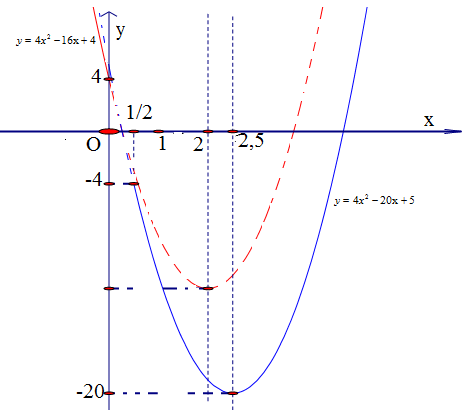 y
y = 4x² − 16x + 4
4
1/2
x
O
1
2
2,5
-4
y = 4x² − 20x + 5
-20